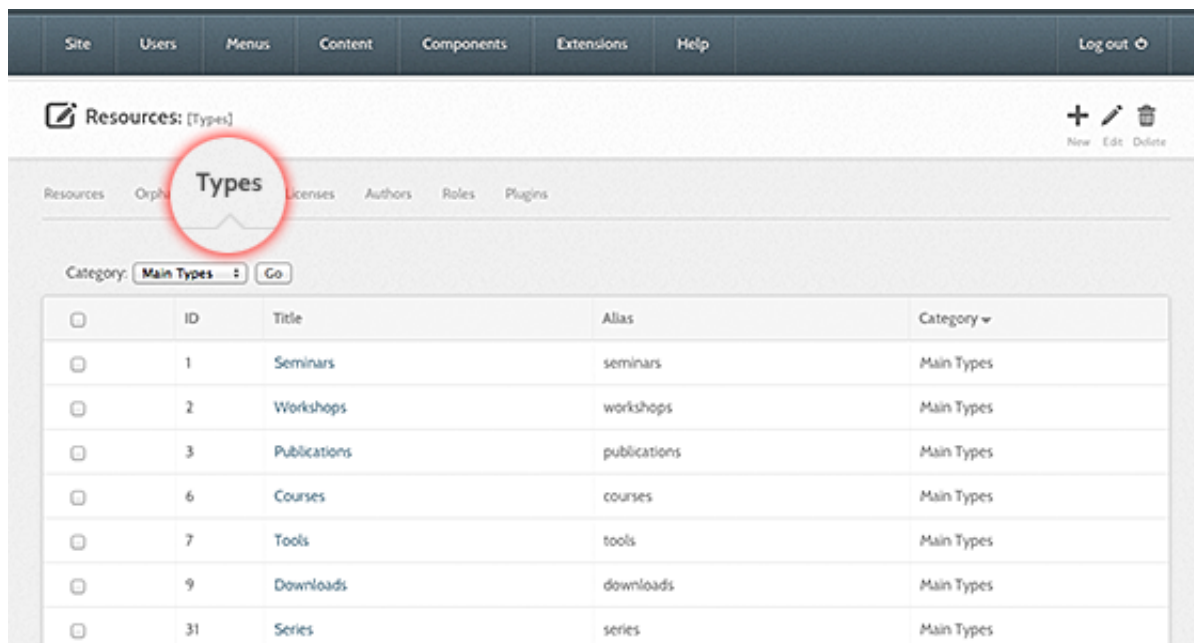 Site Users Menus Content Components Extensions Help Log out
Resources: [Types]
New Edit Delete
Resources Types Licenses Authors Roles Plugins
Category: Main Types Go
ID Title Alias Category
1 Seminars seminars Main Types
2 Workshops workshops Main Types
3 Publications publications Main Types
6 Courses courses Main Types
7 Tools tools Main Types
9 Downloads downloads Main Types
31 Series series Main Types